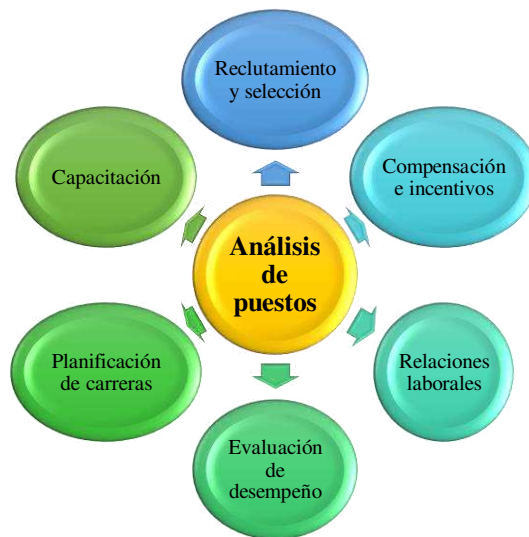 Reclutamiento
y selección
Compensación
e incentivos
Relaciones
laborales
Evaluación
de
desempeño
Planificación
de carreras
Capacitación
Análisis
de
puestos